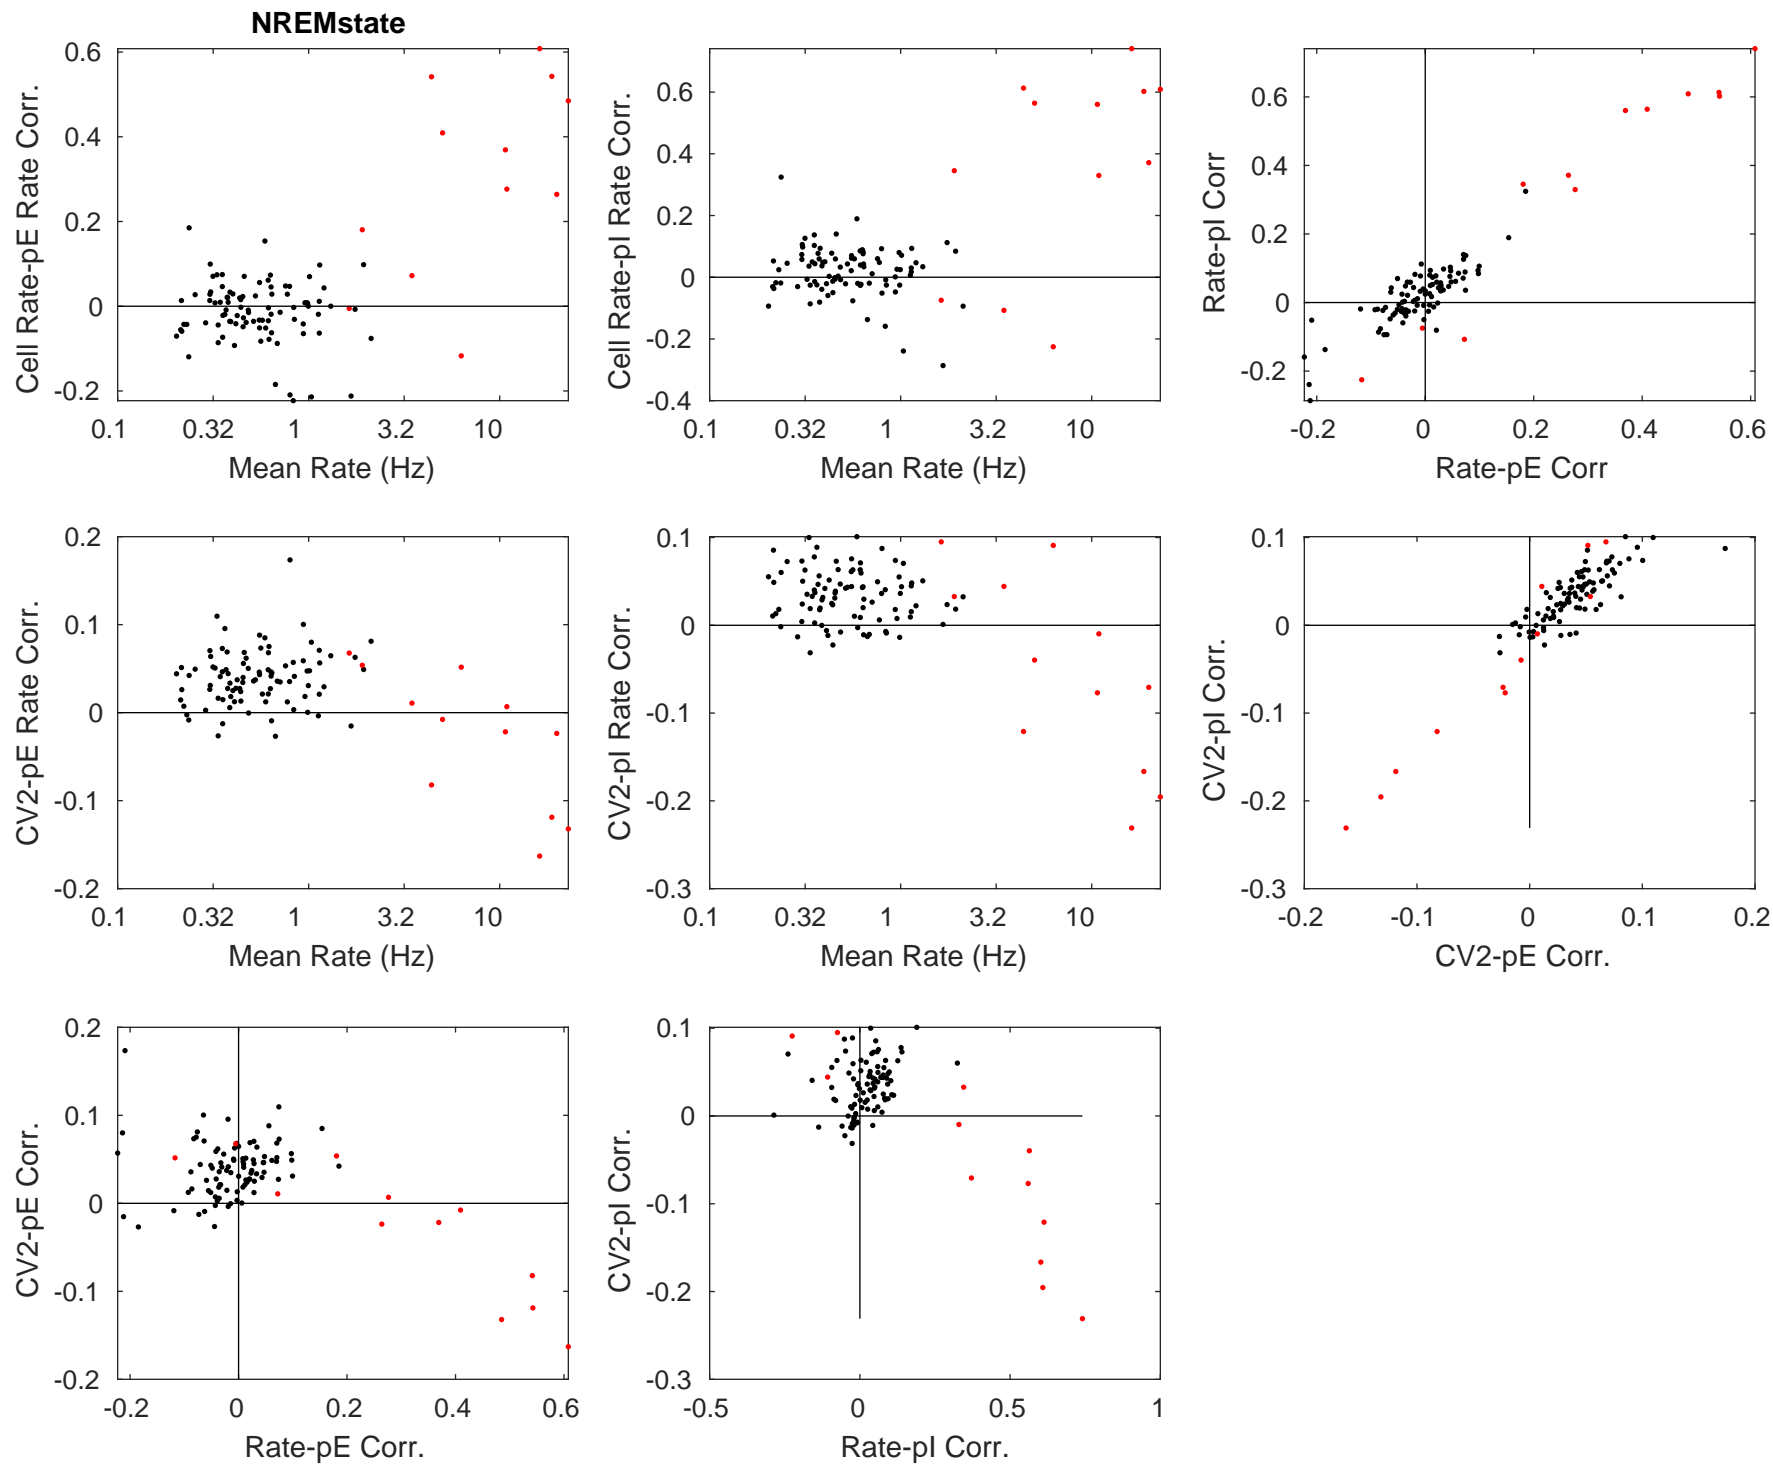 NREMstate
Cell Rate-pE Rate Corr.
0.6
0.4
0.2
0
-0.2
0.1 0.32 1 3.2 10
Mean Rate (Hz)
Cell Rate-pI Rate Corr.
0.6
0.4
0.2
0
-0.2
-0.4
0.1 0.32 1 3.2 10
Mean Rate (Hz)
Rate-pI Corr
0.6
0.4
0.2
0
-0.2
-0.2 0 0.2 0.4 0.6
Rate-pE Corr
CV2-pE Rate Corr.
0.2
0.1
0
-0.1
-0.2
0.1 0.32 1 3.2 10
Mean Rate (Hz)
CV2-pI Rate Corr.
0.1
0
-0.1
-0.2
-0.3
0.1 0.32 1 3.2 10
Mean Rate (Hz)
CV2-pI Corr.
0.1
0
-0.1
-0.2
-0.3
-0.2 -0.1 0 0.1 0.2
CV2-pE Corr.
CV2-pE Corr.
0.2
0.1
0
-0.1
-0.2
-0.2 0 0.2 0.4 0.6
Rate-pE Corr.
CV2-pI Corr.
0.1
0
-0.1
-0.2
-0.3
-0.5 0 0.5 1
Rate-pI Corr.